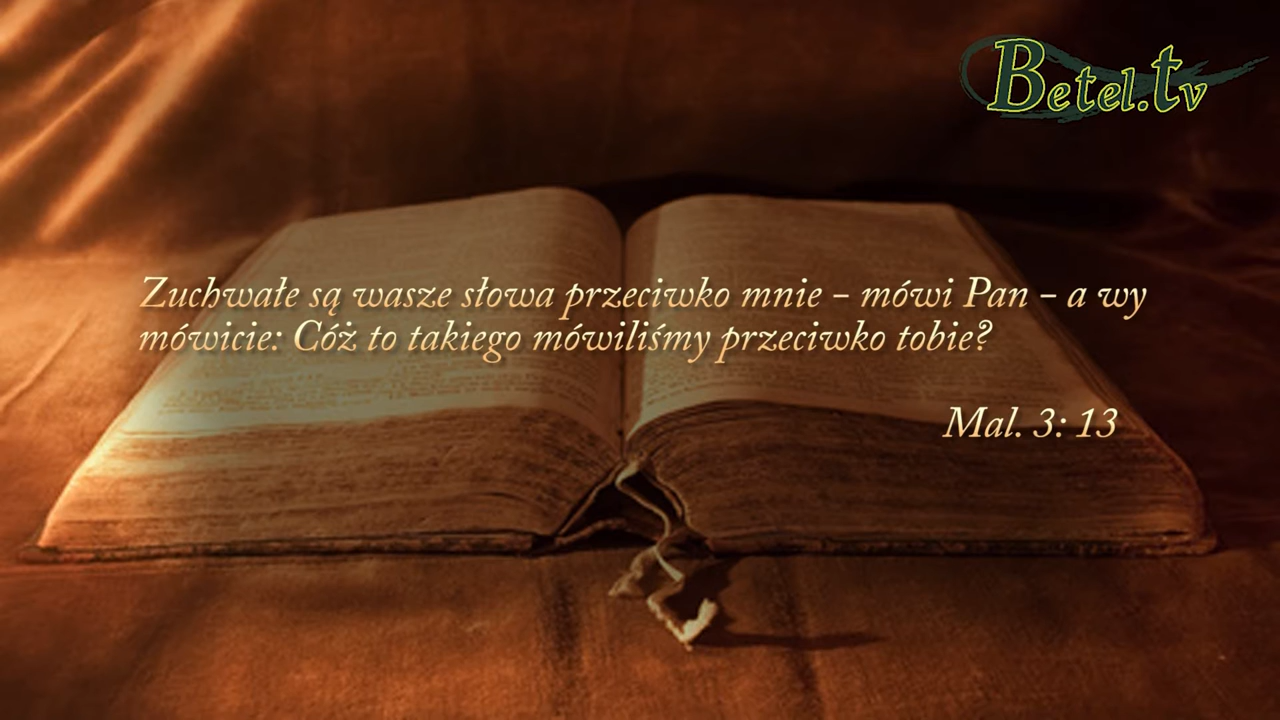 Betel.tv
Zuchwałe są wasze słowa przeciwko mnie – mówi Pan – a wy
mówicie: Cóż to takiego mówiliśmy przeciwko tobie?
Mal. 3: 13